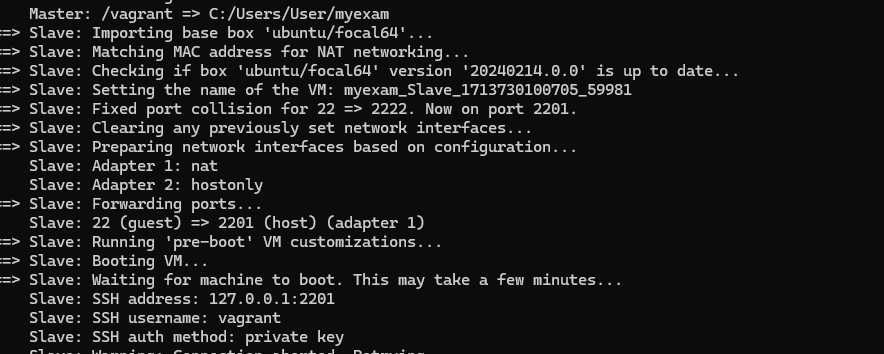 Master: /vagrant => C:/Users/User/myexam
==> Slave: Importing base box 'ubuntu/focal64'...
==> Slave: Matching MAC address for NAT networking...
==> Slave: Checking if box 'ubuntu/focal64' version '20240214.0.0' is up to date...
==> Slave: Setting the name of the VM: myexam_Slave_1713730100705_59981
==> Slave: Fixed port collision for 22 => 2222. Now on port 2201.
==> Slave: Clearing any previously set network interfaces...
==> Slave: Preparing network interfaces based on configuration...
Slave: Adapter 1: nat
Slave: Adapter 2: hostonly
==> Slave: Forwarding ports...
Slave: 22 (guest) => 2201 (host) (adapter 1)
==> Slave: Running 'pre-boot' VM customizations...
==> Slave: Booting VM...
==> Slave: Waiting for machine to boot. This may take a few minutes...
Slave: SSH address: 127.0.0.1:2201
Slave: SSH username: vagrant
Slave: SSH auth method: private key
Slave: Warning: Connection aborted. Retrying...